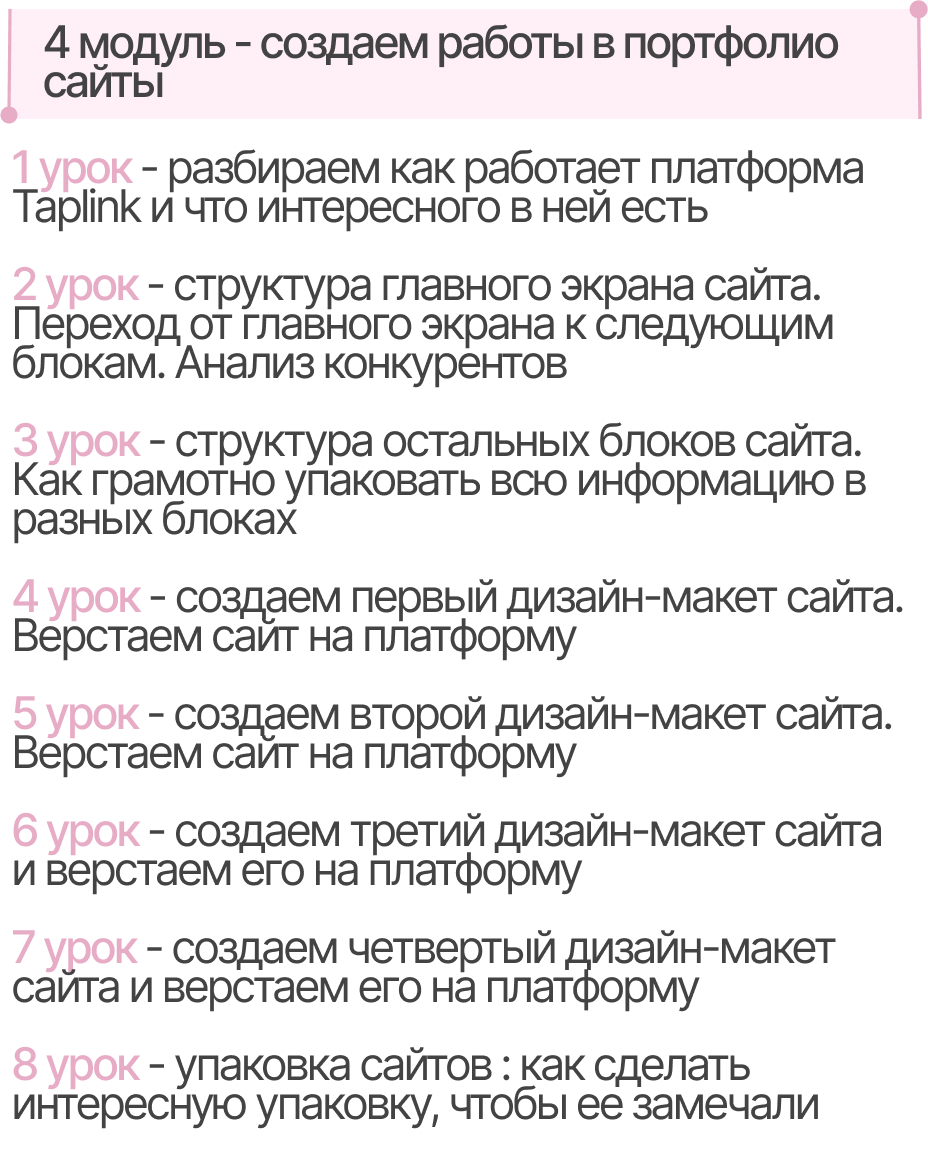 4 модуль - создаем работы в портфолио
сайты
1 урок - разбираем как работает платформа
Taplink и что интересного в ней есть
2 урок - структура главного экрана сайта.
Переход от главного экрана к следующим
блокам. Анализ конкурентов
3 урок - структура остальных блоков сайта.
Как грамотно упаковать всю информацию в
разных блоках
4 урок - создаем первый дизайн-макет сайта.
Верстаем сайт на платформу
5 урок - создаем второй дизайн-макет сайта.
Верстаем сайт на платформу
6 урок - создаем третий дизайн-макет сайта
и верстаем его на платформу
7 урок - создаем четвертый дизайн-макет
сайта и верстаем его на платформу
8 урок - упаковка сайтов : как сделать
интересную упаковку, чтобы ее замечали